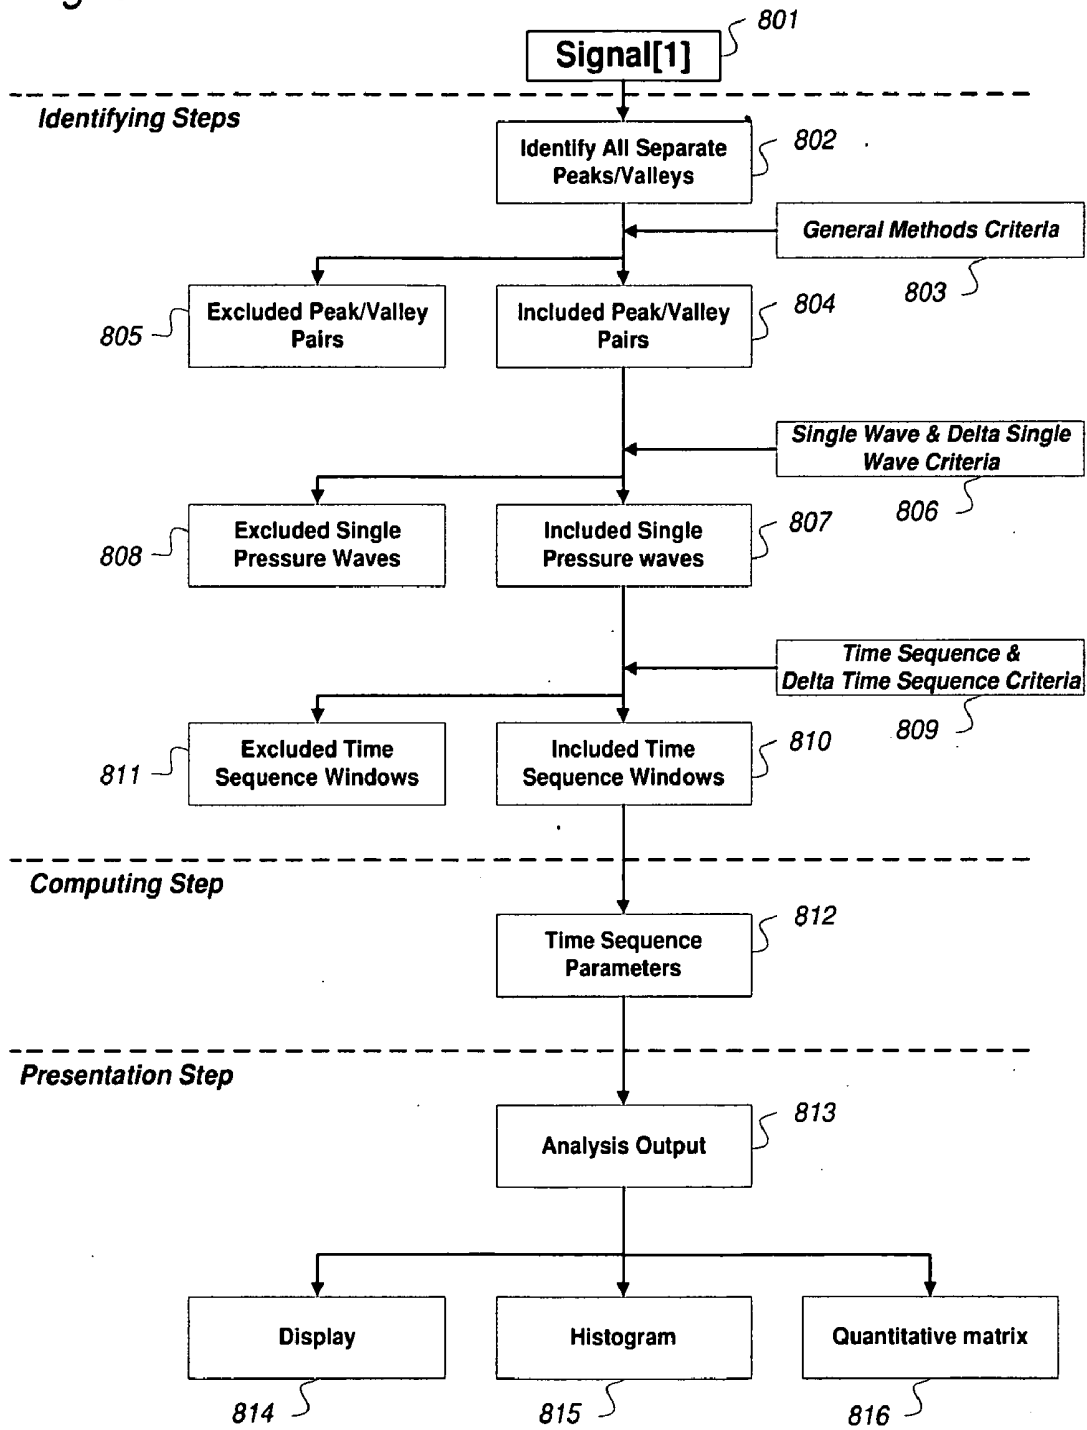 801
Signal[1]
Identifying Steps
Identify All Separate
Peaks/Valleys
802
General Methods Criteria
803
Excluded Peak/Valley
Pairs
805
Included Peak/Valley
Pairs
804
Single Wave & Delta Single
Wave Criteria
806
Excluded Single
Pressure Waves
808
Included Single
Pressure waves
807
Time Sequence &
Delta Time Sequence Criteria
809
Excluded Time
Sequence Windows
811
Included Time
Sequence Windows
810
Computing Step
Time Sequence
Parameters
812
Presentation Step
Analysis Output
813
Display
814
Histogram
815
Quantitative matrix
816